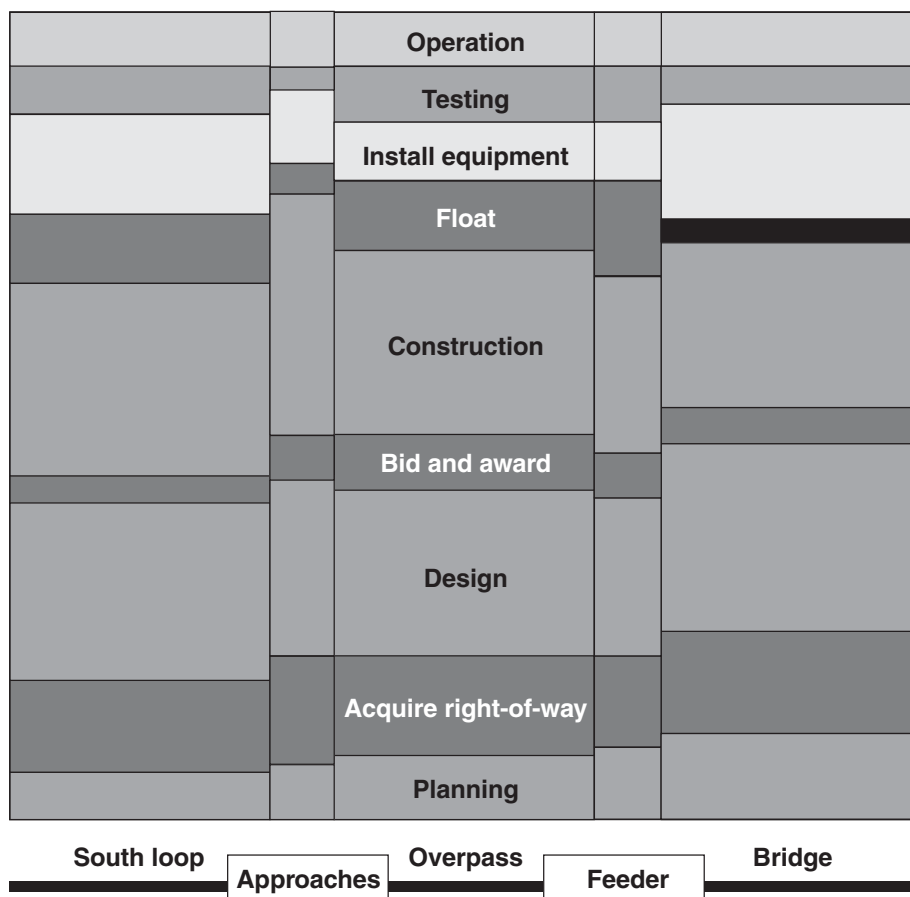 Operation
Testing
Install equipment
Float
Construction
Bid and award
Design
Acquire right-of-way
Planning
South loop
Approaches
Overpass
Feeder
Bridge